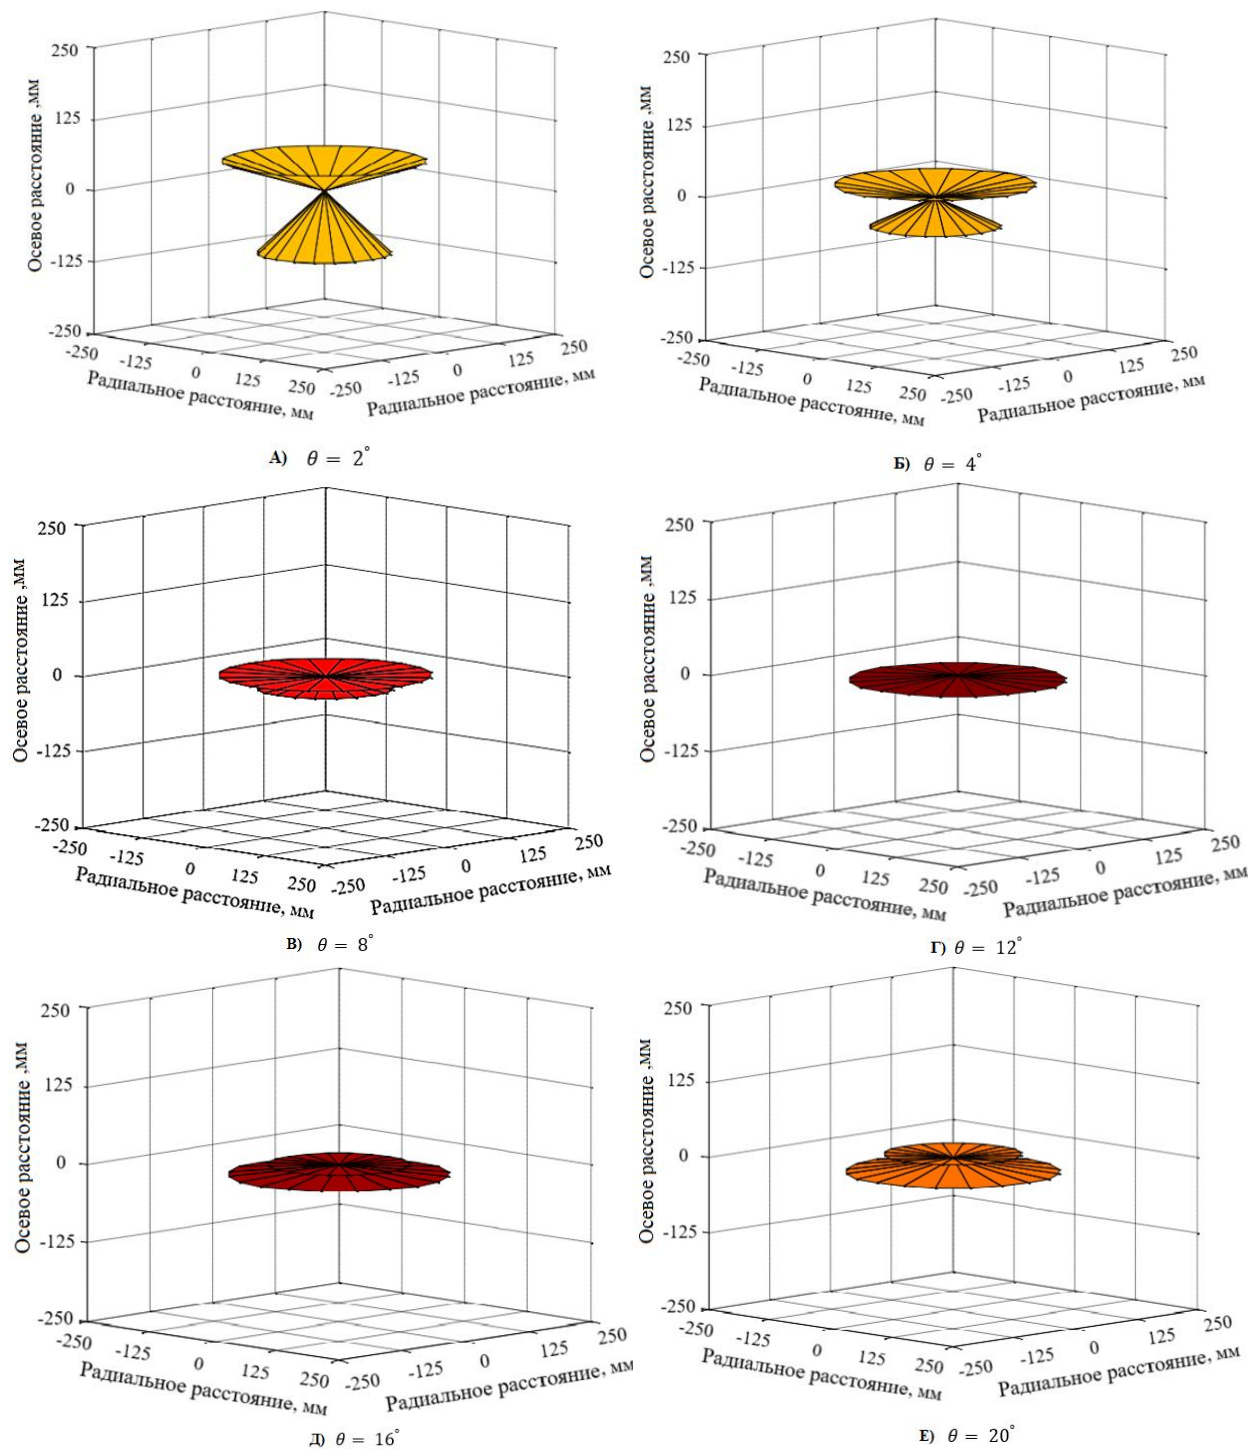 250
125
0
-125
-250
Осевое расстояние ,мм
-250 -125 0 125 250
Радиальное расстояние, мм
-250 -125 0 125 250
Радиальное расстояние, мм
А) θ = 2°
250
125
0
-125
-250
Осевое расстояние ,мм
-250 -125 0 125 250
Радиальное расстояние, мм
-250 -125 0 125 250
Радиальное расстояние, мм
Б) θ = 4°
250
125
0
-125
-250
Осевое расстояние ,мм
-250 -125 0 125 250
Радиальное расстояние, мм
-250 -125 0 125 250
Радиальное расстояние, мм
В) θ = 8°
250
125
0
-125
-250
Осевое расстояние ,мм
-250 -125 0 125 250
Радиальное расстояние, мм
-250 -125 0 125 250
Радиальное расстояние, мм
Г) θ = 12°
250
125
0
-125
-250
Осевое расстояние ,мм
-250 -125 0 125 250
Радиальное расстояние, мм
-250 -125 0 125 250
Радиальное расстояние, мм
Д) θ = 16°
250
125
0
-125
-250
Осевое расстояние ,мм
-250 -125 0 125 250
Радиальное расстояние, мм
-250 -125 0 125 250
Радиальное расстояние, мм
Е) θ = 20°